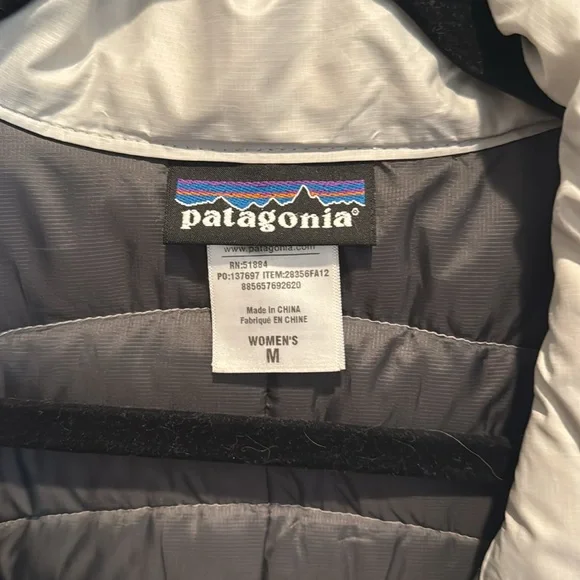 patagonia®
www.patagonia.com
RN:51884
PO:137697 ITEM:28356FA12
885657692620
Made in CHINA
Fabriqué EN CHINE
WOMEN'S
M